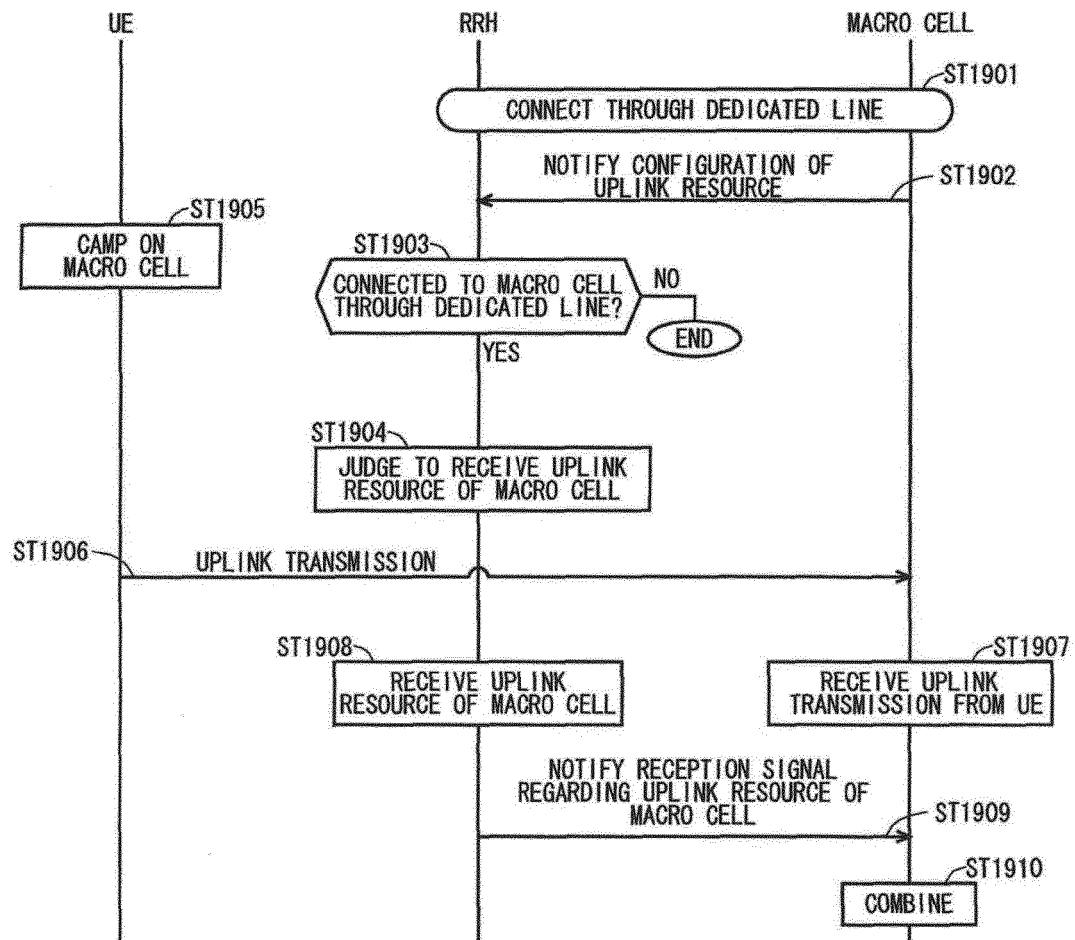 UE
RRH
MACRO CELL
ST1901
CONNECT THROUGH DEDICATED LINE
NOTIFY CONFIGURATION OF
UPLINK RESOURCE
ST1902
ST1905
CAMP ON
MACRO CELL
ST1903
CONNECTED TO MACRO CELL
THROUGH DEDICATED LINE?
NO
END
YES
ST1904
JUDGE TO RECEIVE UPLINK
RESOURCE OF MACRO CELL
ST1906
UPLINK TRANSMISSION
ST1908
RECEIVE UPLINK
RESOURCE OF MACRO CELL
ST1907
RECEIVE UPLINK
TRANSMISSION FROM UE
NOTIFY RECEPTION SIGNAL
REGARDING UPLINK RESOURCE OF
MACRO CELL
ST1909
ST1910
COMBINE